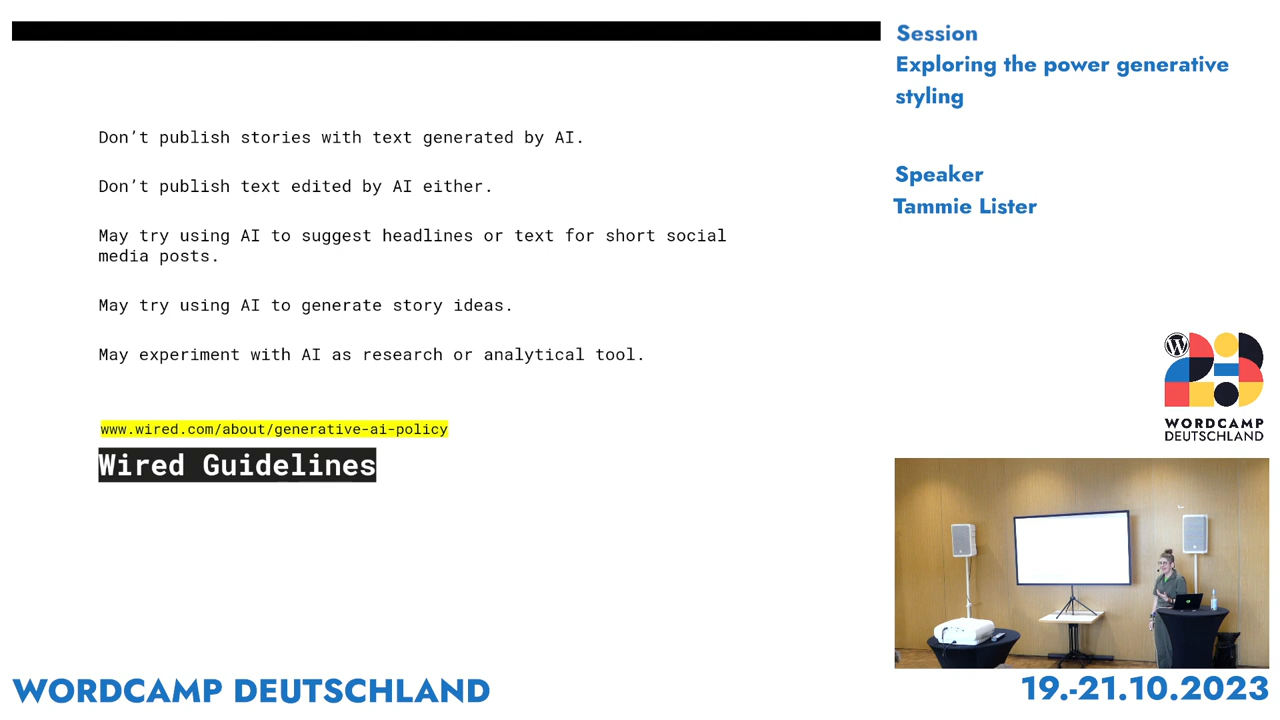 Don’t publish stories with text generated by AI.
Don’t publish text edited by AI either.
May try using AI to suggest headlines or text for short social
media posts.
May try using AI to generate story ideas.
May experiment with AI as research or analytical tool.
www.wired.com/about/generative-ai-policy
Wired Guidelines
Session
Exploring the power generative
styling
Speaker
Tammie Lister
WORDCAMP
DEUTSCHLAND
WORDCAMP DEUTSCHLAND
19.-21.10.2023